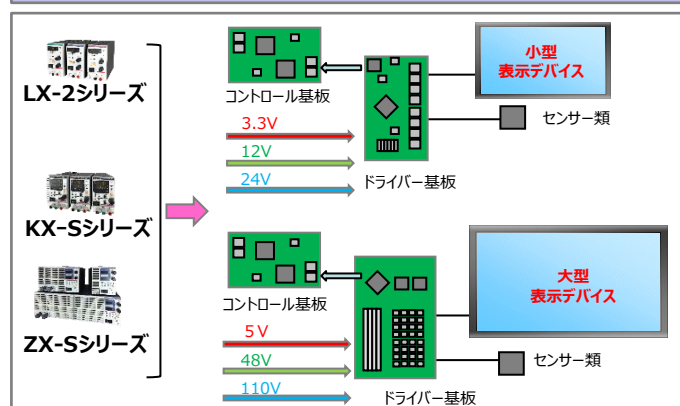 LX-2シリーズ
KX-Sシリーズ
ZX-Sシリーズ
コントロール基板
3.3V
12V
24V
ドライバー基板
小型
表示デバイス
センサー類
コントロール基板
5V
48V
110V
ドライバー基板
大型
表示デバイス
センサー類